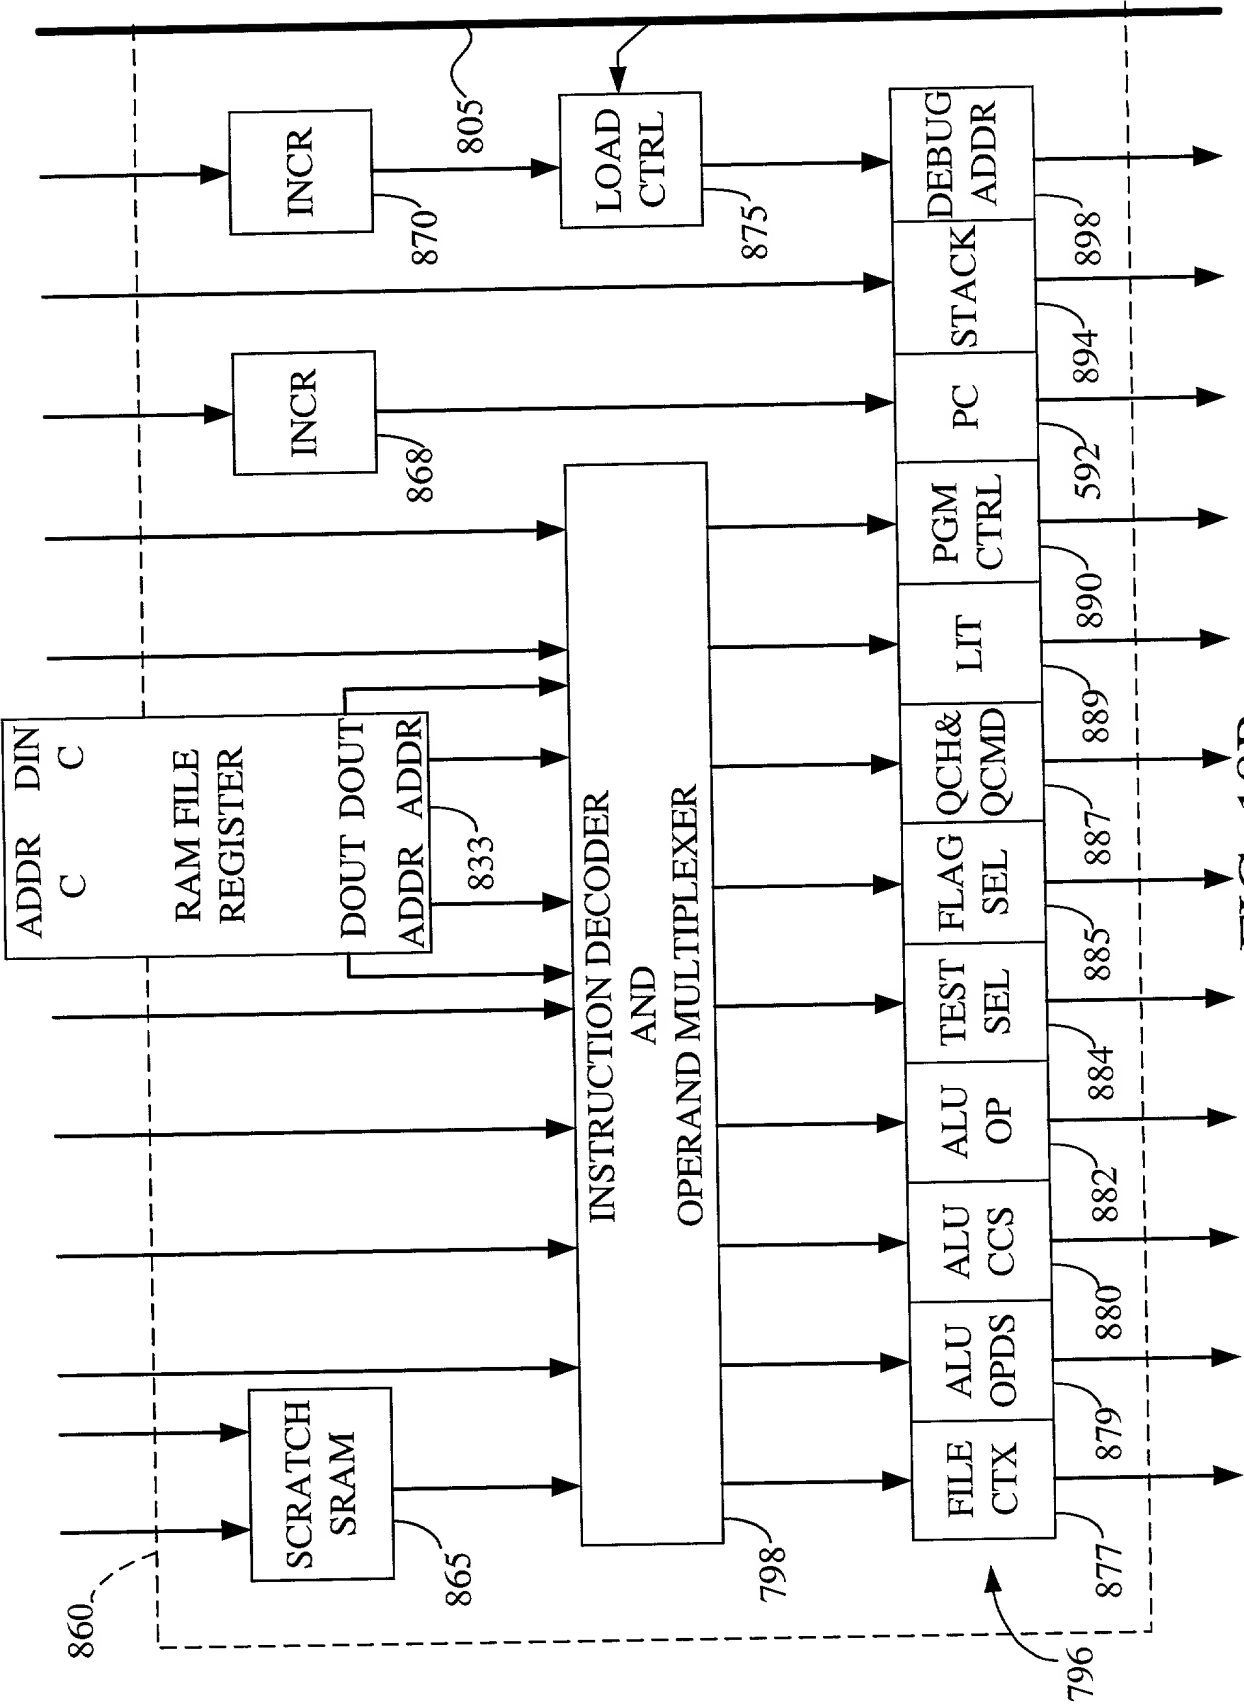 860
ADDR DIN
C C
RAM FILE
REGISTER
DOUT DOUT
ADDR ADDR
833
SCRATCH
SRAM
865
INCR
868
INCR
870
805
LOAD
CTRL
875
INSTRUCTION DECODER
AND
OPERAND MULTIPLEXER
798
796
FILE
CTX
877
ALU
OPDS
879
ALU
CCS
880
ALU
OP
882
TEST
SEL
884
FLAG
SEL
885
QCH&
QCMD
887
LIT
889
PGM
CTRL
890
PC
592
STACK
894
DEBUG
ADDR
898